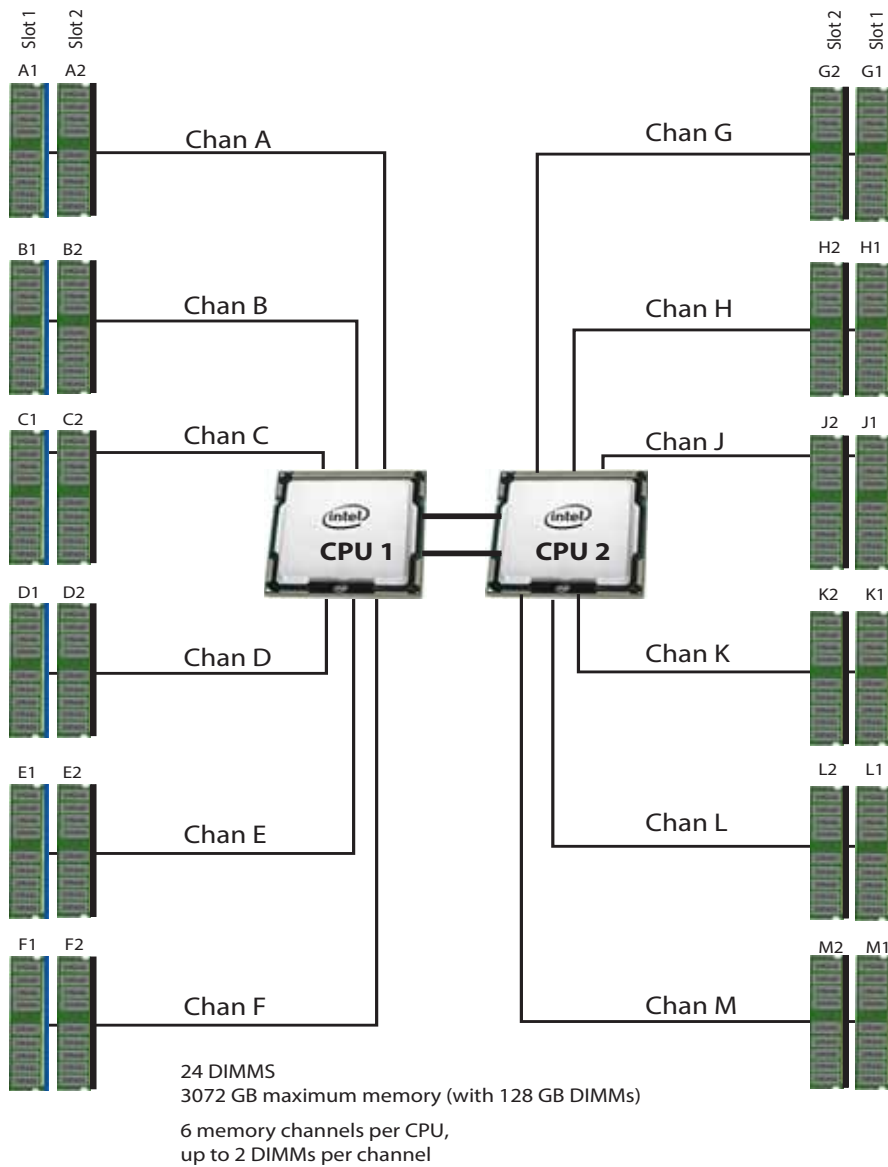 Slot 1 Slot 2
Slot 2 Slot 1
A1 A2
G2 G1
Chan A
Chan G
B1 B2
H2 H1
Chan B
Chan H
C1 C2
J2 J1
Chan C
Chan J
intel
CPU 1
intel
CPU 2
D1 D2
K2 K1
Chan D
Chan K
E1 E2
L2 L1
Chan E
Chan L
F1 F2
M2 M1
Chan F
Chan M
24 DIMMS
3072 GB maximum memory (with 128 GB DIMMs)
6 memory channels per CPU,
up to 2 DIMMs per channel